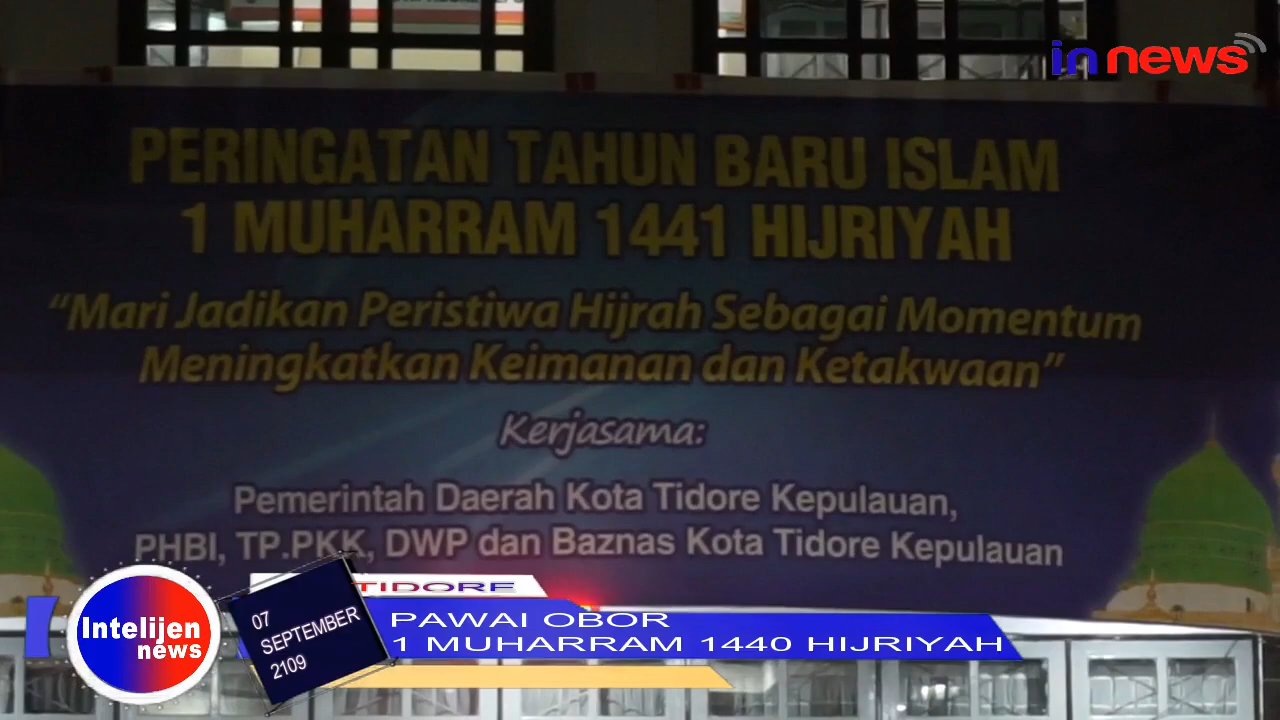 in news
PERINGATAN TAHUN BARU ISLAM
1 MUHARRAM 1441 HIJRIYAH
“Mari Jadikan Peristiwa Hijrah Sebagai Momentum
Meningkatkan Keimanan dan Ketakwaan”
Kerjasama:
Pemerintah Daerah Kota Tidore Kepulauan,
PHBI, TP.PKK, DWP dan Baznas Kota Tidore Kepulauan
TIDORE
PAWAI OBOR
1 MUHARRAM 1440 HIJRIYAH
07
SEPTEMBER
2109
Intelijen
news